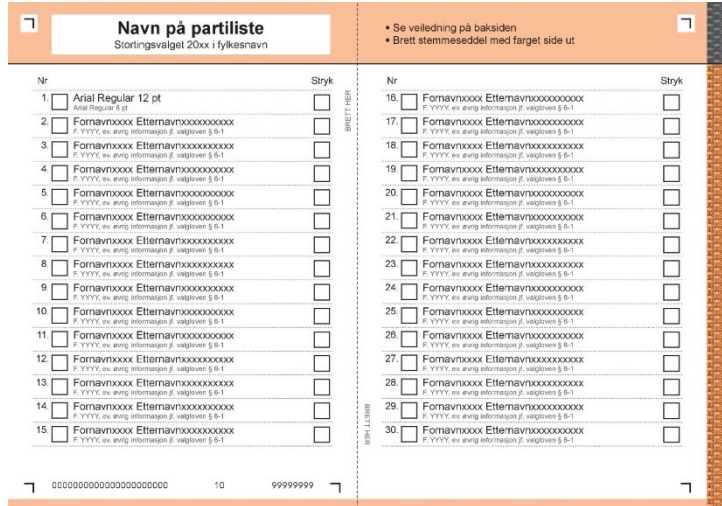 Navn på partiliste
Stortingsvalget 20xx i fylkesnavn
• Se veiledning på baksiden
• Brett stemmeseddel med farget side ut
Nr Stryk
1. Arial Regular 12 pt
Arial Regular 8 pt
2. Fornavnxxxx Etternavnxxxxxxxxxx
F. YYYY, ev. øvrig informasjon jf. valgloven § 6-1
3. Fornavnxxxx Etternavnxxxxxxxxxx
F. YYYY, ev. øvrig informasjon jf. valgloven § 6-1
4. Fornavnxxxx Etternavnxxxxxxxxxx
F. YYYY, ev. øvrig informasjon jf. valgloven § 6-1
5. Fornavnxxxx Etternavnxxxxxxxxxx
F. YYYY, ev. øvrig informasjon jf. valgloven § 6-1
6. Fornavnxxxx Etternavnxxxxxxxxxx
F. YYYY, ev. øvrig informasjon jf. valgloven § 6-1
7. Fornavnxxxx Etternavnxxxxxxxxxx
F. YYYY, ev. øvrig informasjon jf. valgloven § 6-1
8. Fornavnxxxx Etternavnxxxxxxxxxx
F. YYYY, ev. øvrig informasjon jf. valgloven § 6-1
9. Fornavnxxxx Etternavnxxxxxxxxxx
F. YYYY, ev. øvrig informasjon jf. valgloven § 6-1
10. Fornavnxxxx Etternavnxxxxxxxxxx
F. YYYY, ev. øvrig informasjon jf. valgloven § 6-1
11. Fornavnxxxx Etternavnxxxxxxxxxx
F. YYYY, ev. øvrig informasjon jf. valgloven § 6-1
12. Fornavnxxxx Etternavnxxxxxxxxxx
F. YYYY, ev. øvrig informasjon jf. valgloven § 6-1
13. Fornavnxxxx Etternavnxxxxxxxxxx
F. YYYY, ev. øvrig informasjon jf. valgloven § 6-1
14. Fornavnxxxx Etternavnxxxxxxxxxx
F. YYYY, ev. øvrig informasjon jf. valgloven § 6-1
15. Fornavnxxxx Etternavnxxxxxxxxxx
F. YYYY, ev. øvrig informasjon jf. valgloven § 6-1
BRETT HER
BRETT HER
Nr Stryk
16. Fornavnxxxx Etternavnxxxxxxxxxx
F. YYYY, ev. øvrig informasjon jf. valgloven § 6-1
17. Fornavnxxxx Etternavnxxxxxxxxxx
F. YYYY, ev. øvrig informasjon jf. valgloven § 6-1
18. Fornavnxxxx Etternavnxxxxxxxxxx
F. YYYY, ev. øvrig informasjon jf. valgloven § 6-1
19. Fornavnxxxx Etternavnxxxxxxxxxx
F. YYYY, ev. øvrig informasjon jf. valgloven § 6-1
20. Fornavnxxxx Etternavnxxxxxxxxxx
F. YYYY, ev. øvrig informasjon jf. valgloven § 6-1
21. Fornavnxxxx Etternavnxxxxxxxxxx
F. YYYY, ev. øvrig informasjon jf. valgloven § 6-1
22. Fornavnxxxx Etternavnxxxxxxxxxx
F. YYYY, ev. øvrig informasjon jf. valgloven § 6-1
23. Fornavnxxxx Etternavnxxxxxxxxxx
F. YYYY, ev. øvrig informasjon jf. valgloven § 6-1
24. Fornavnxxxx Etternavnxxxxxxxxxx
F. YYYY, ev. øvrig informasjon jf. valgloven § 6-1
25. Fornavnxxxx Etternavnxxxxxxxxxx
F. YYYY, ev. øvrig informasjon jf. valgloven § 6-1
26. Fornavnxxxx Etternavnxxxxxxxxxx
F. YYYY, ev. øvrig informasjon jf. valgloven § 6-1
27. Fornavnxxxx Etternavnxxxxxxxxxx
F. YYYY, ev. øvrig informasjon jf. valgloven § 6-1
28. Fornavnxxxx Etternavnxxxxxxxxxx
F. YYYY, ev. øvrig informasjon jf. valgloven § 6-1
29. Fornavnxxxx Etternavnxxxxxxxxxx
F. YYYY, ev. øvrig informasjon jf. valgloven § 6-1
30. Fornavnxxxx Etternavnxxxxxxxxxx
F. YYYY, ev. øvrig informasjon jf. valgloven § 6-1
10 99999999